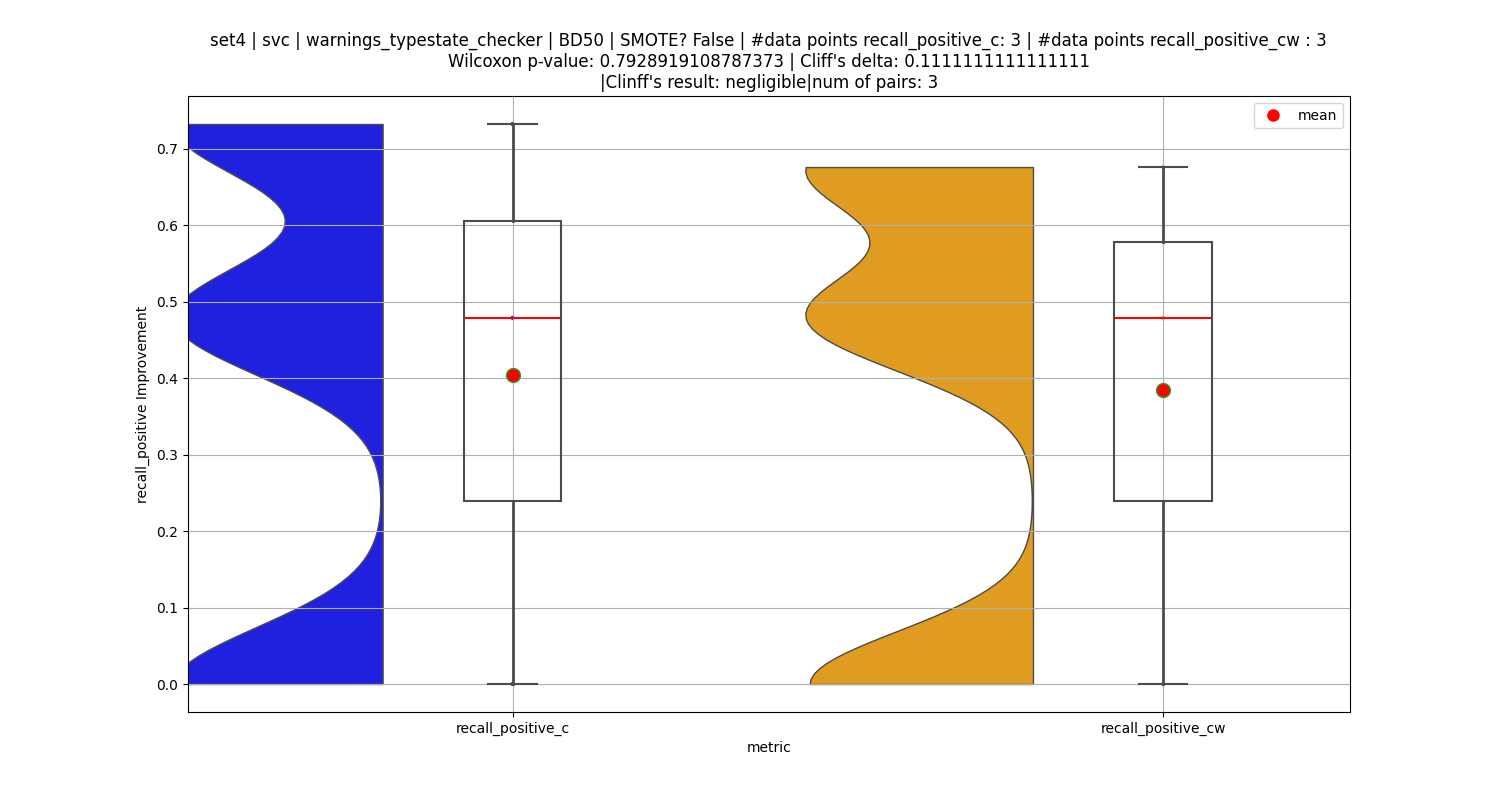 set4 | svc | warnings_typestate_checker | BD50 | SMOTE? False | #data points recall_positive_c: 3 | #data points recall_positive_cw : 3
Wilcoxon p-value: 0.7928919108787373 | Cliff's delta: 0.1111111111111111
|Clinff's result: negligible|num of pairs: 3
mean
0.7
0.6
0.5
0.4
0.3
0.2
0.1
0.0
recall_positive Improvement
recall_positive_c
recall_positive_cw
metric